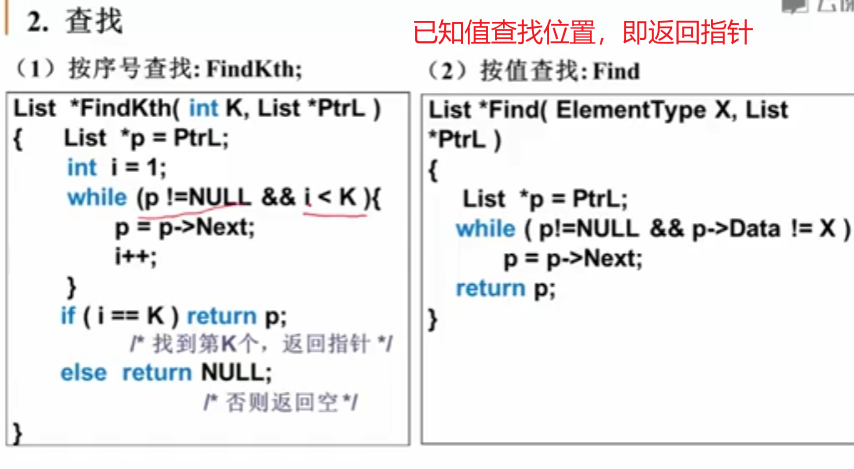 2. 查找
已知值查找位置，即返回指针
（1）按序号查找: FindKth;
List *FindKth( int K, List *PtrL )
{ List *p = PtrL;
int i = 1;
while (p !=NULL && i < K ){
p = p->Next;
i++;
}
if ( i == K ) return p;
/* 找到第K个，返回指针 */
else return NULL;
/* 否则返回空 */
}
（2）按值查找: Find
List *Find( ElementType X, List
*PtrL )
{
List *p = PtrL;
while ( p!=NULL && p->Data != X )
p = p->Next;
return p;
}